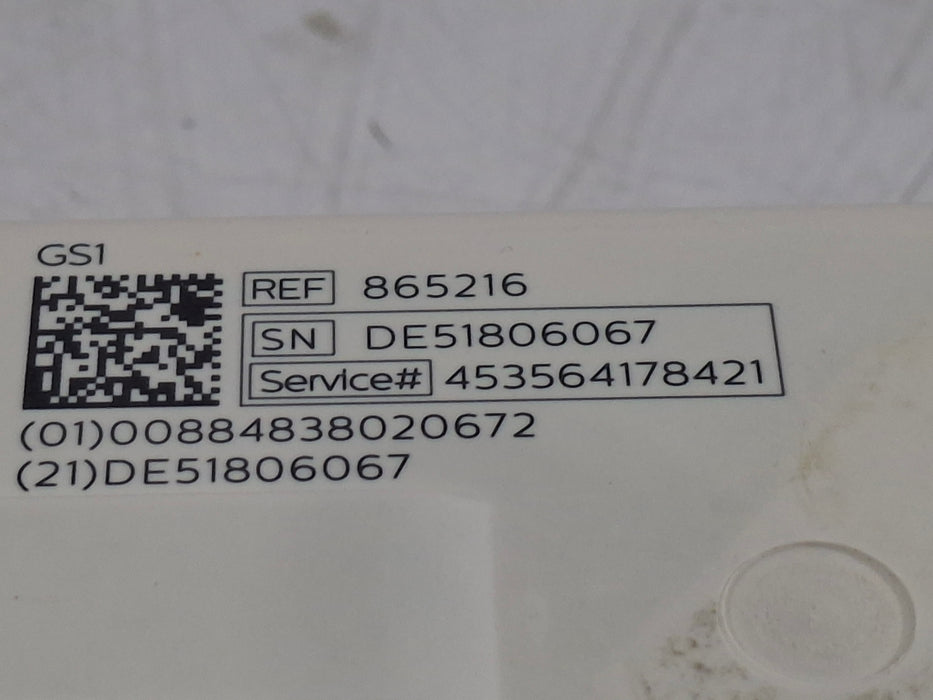 GS1
REF 865216
SN DE51806067
Service# 453564178421
(01)00884838020672
(21)DE51806067